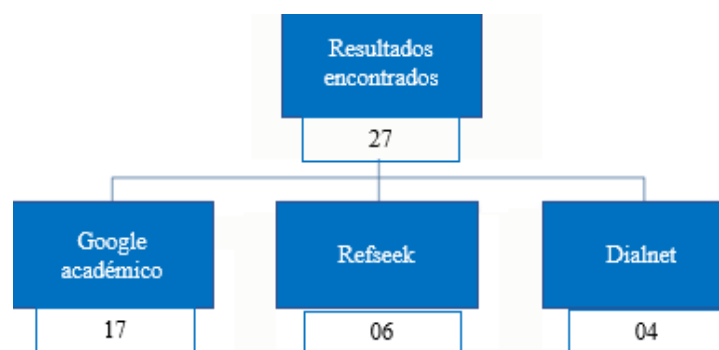 Resultados
encontrados
27
Google
académico
17
Refseek
06
Dialnet
04